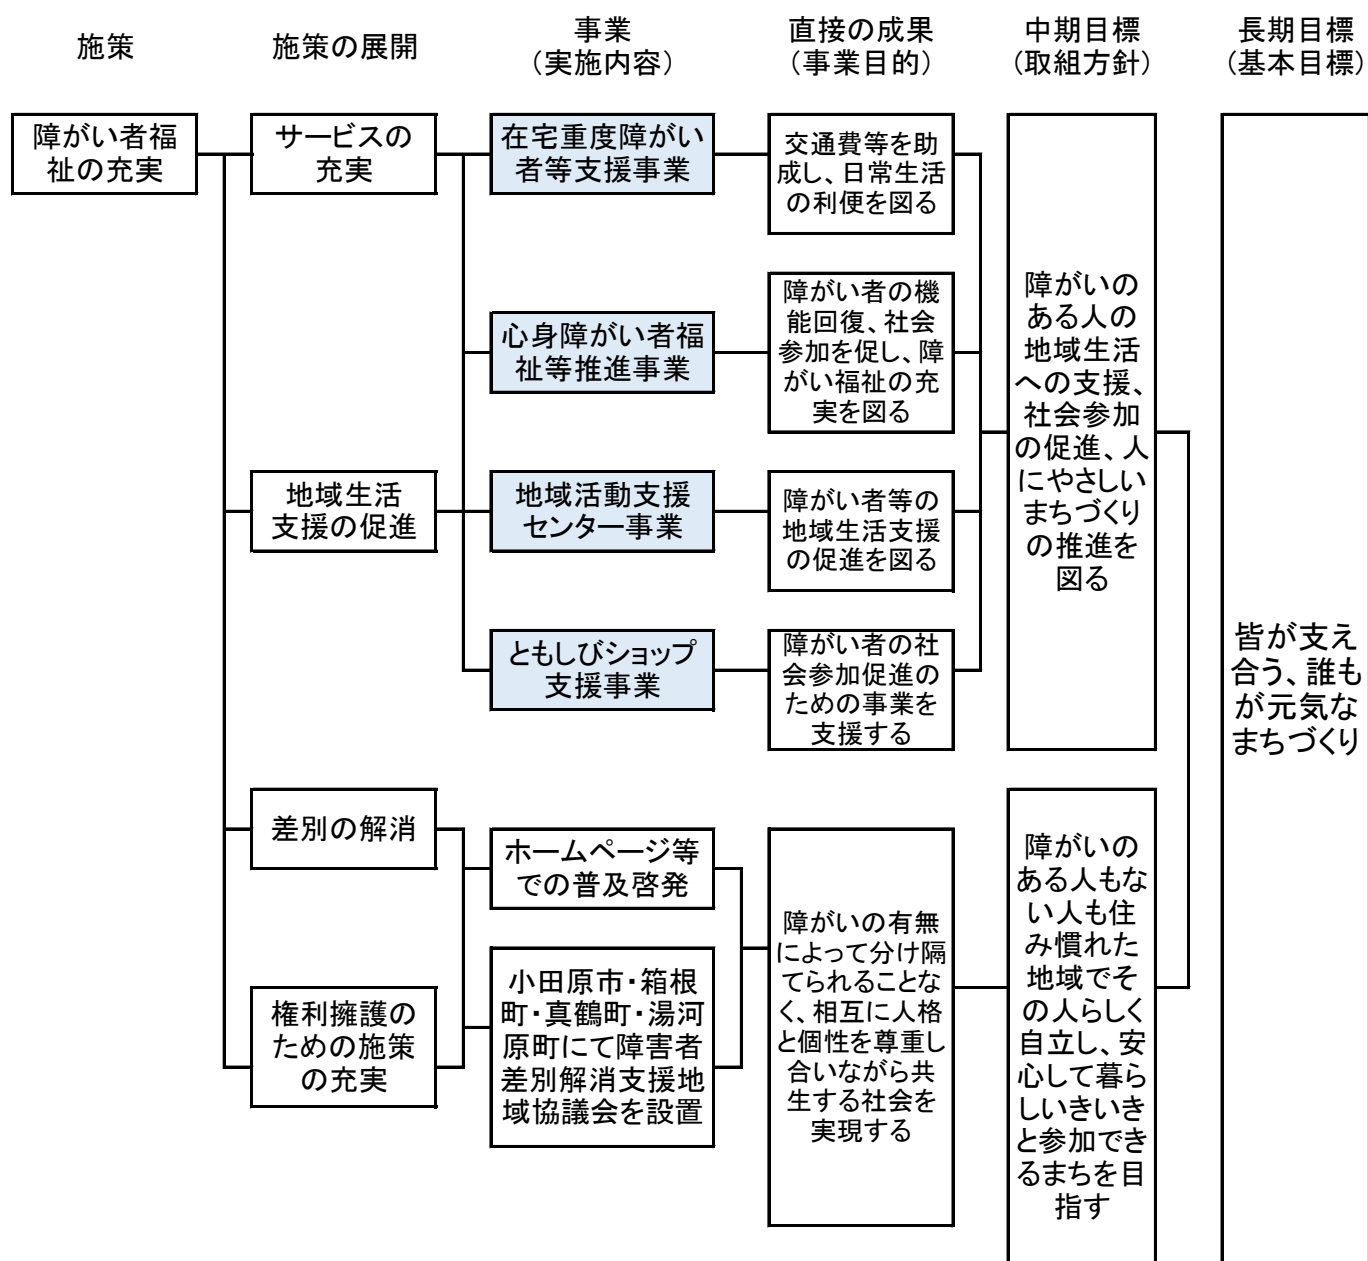 施策
施策の展開
事業
（実施内容）
直接の成果
（事業目的）
中期目標
（取組方針）
長期目標
（基本目標）
障がい者福
祉の充実
サービスの
充実
在宅重度障がい
者等支援事業
交通費等を助
成し、日常生活
の利便を図る
心身障がい者福
祉等推進事業
障がい者の機
能回復、社会
参加を促し、障
がい福祉の充
実を図る
地域生活
支援の促進
地域活動支援
センター事業
障がい者等の
地域生活支援
の促進を図る
ともしびショップ
支援事業
障がい者の社
会参加促進の
ための事業を
支援する
障がいの
ある人の
地域生活
への支援、
社会参加
の促進、人
にやさしい
まちづくり
の推進を
図る
皆が支え
合う、誰も
が元気な
まちづくり
差別の解消
ホームページ等
での普及啓発
権利擁護の
ための施策
の充実
小田原市・箱根
町・真鶴町・湯河
原町にて障害者
差別解消支援地
域協議会を設置
障がいの有無
によって分け隔
てられることな
く、相互に人格
と個性を尊重し
合いながら共
生する社会を
実現する
障がいの
ある人もな
い人も住
み慣れた
地域でそ
の人らしく
自立し、安
心して暮ら
しいきいき
と参加でき
るまちを目
指す